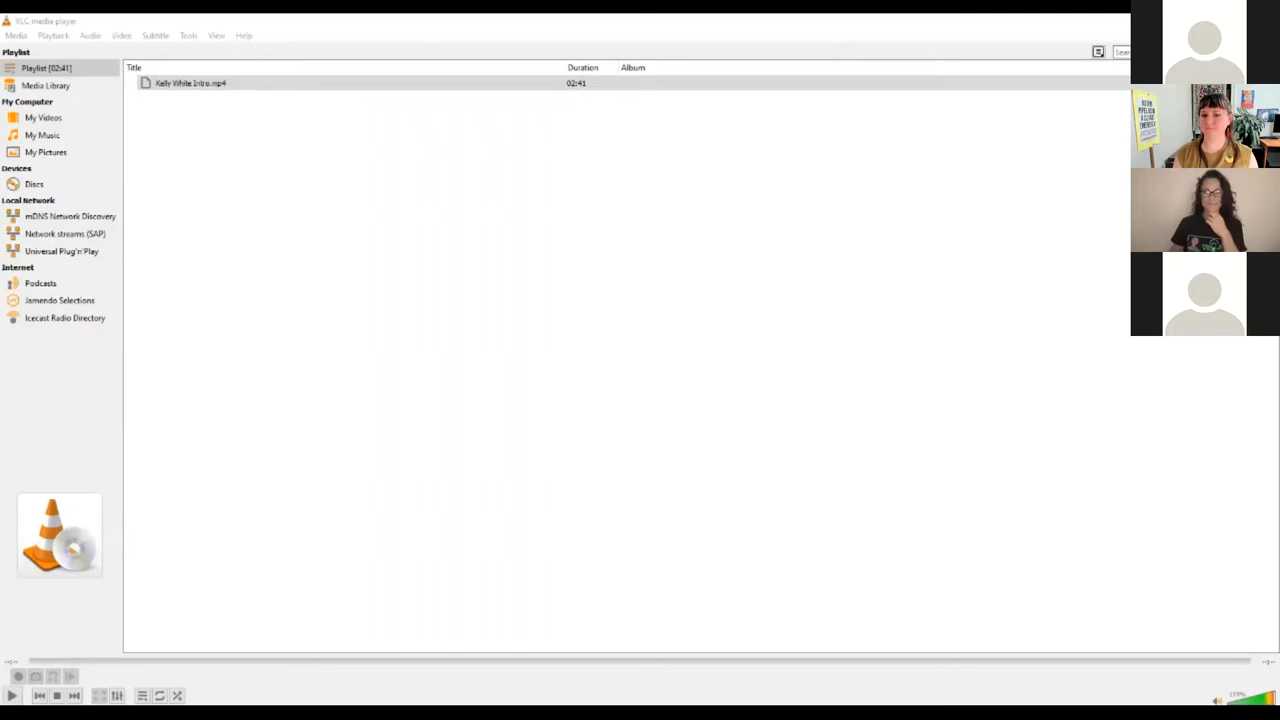 VLC media player
Media Playback Audio Video Subtitle Tools View Help
Playlist
Playlist [02:41]
Media Library
My Computer
My Videos
My Music
My Pictures
Devices
Discs
Local Network
mDNS Network Discovery
Network streams (SAP)
Universal Plug'n'Play
Internet
Podcasts
Jamendo Selections
Icecast Radio Directory
Title Duration Album
Kelly White Intro.mp4 02:41
Sear
--:-- --:--